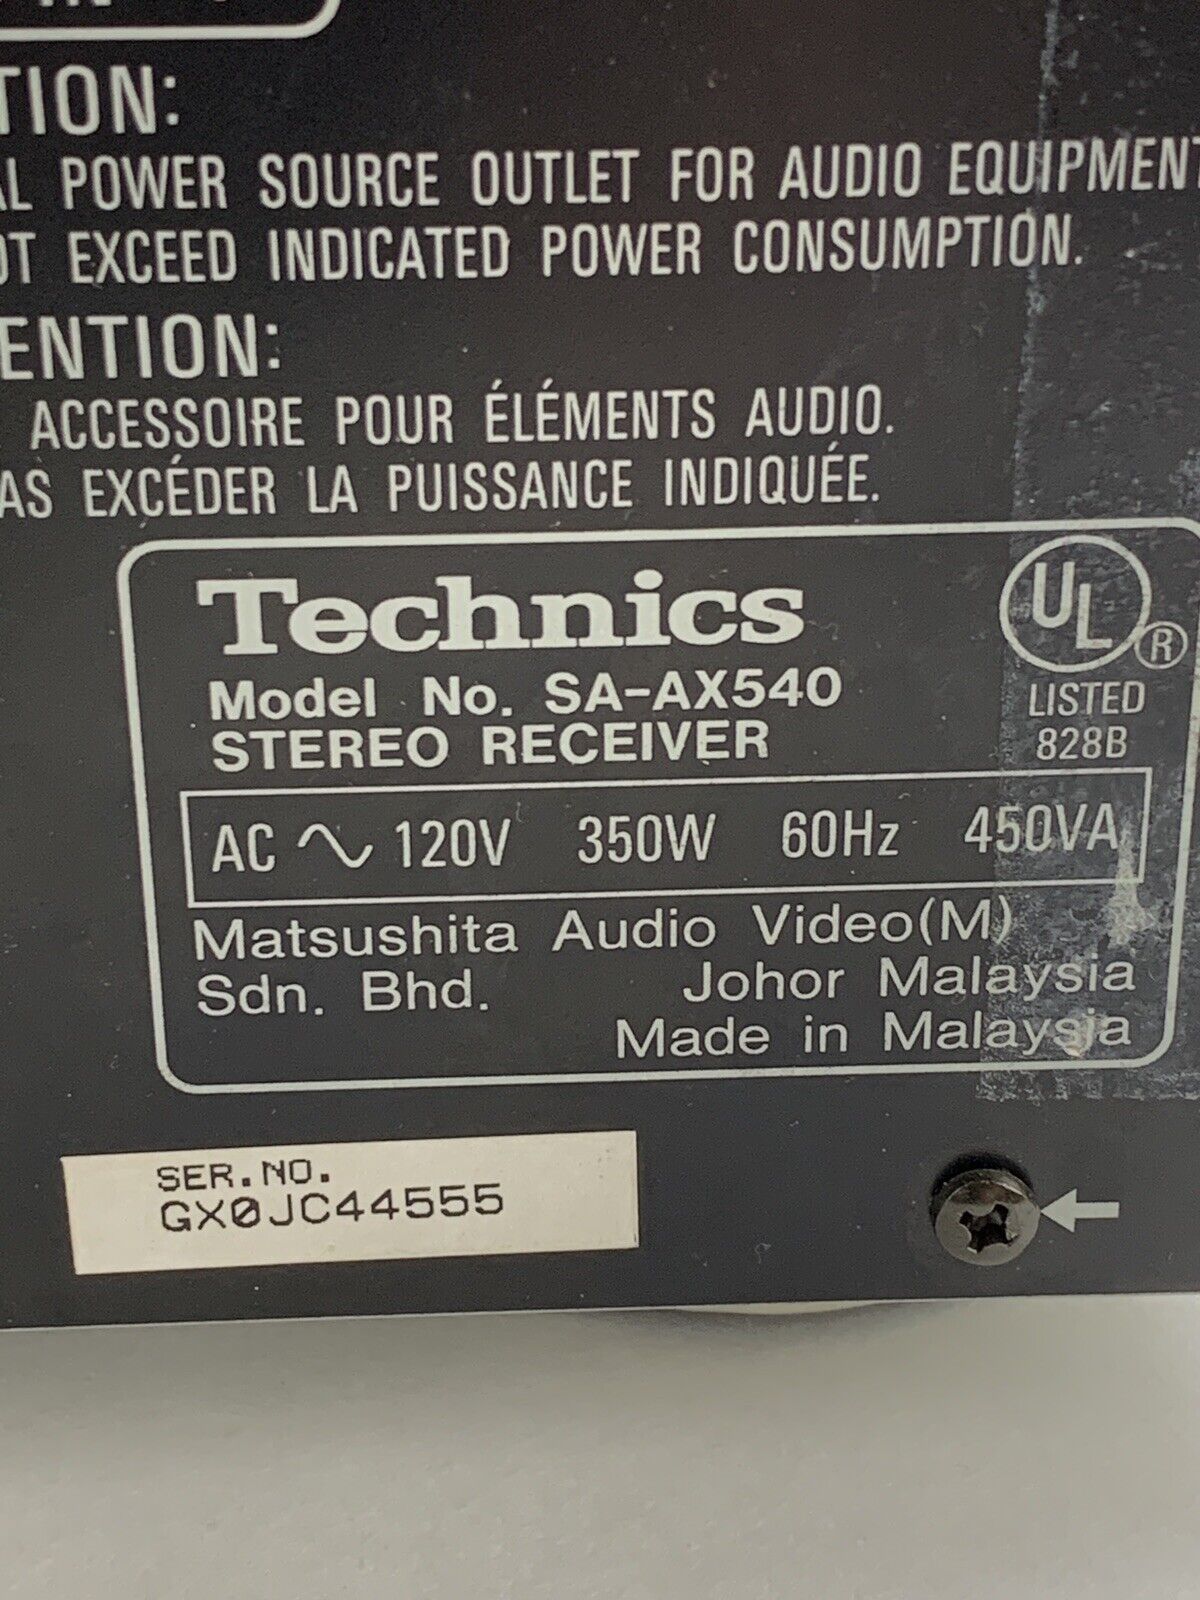 IN
TION:
AL POWER SOURCE OUTLET FOR AUDIO EQUIPMENT
OT EXCEED INDICATED POWER CONSUMPTION.
ENTION:
ACCESSOIRE POUR ÉLÉMENTS AUDIO.
AS EXCÉDER LA PUISSANCE INDIQUÉE.
Technics
Model No. SA-AX540
STEREO RECEIVER
UL ®
LISTED
828B
AC 120V 350W 60Hz 450VA
Matsushita Audio Video(M)
Sdn. Bhd. Johor Malaysia
Made in Malaysia
SER.NO.
GX0JC44555